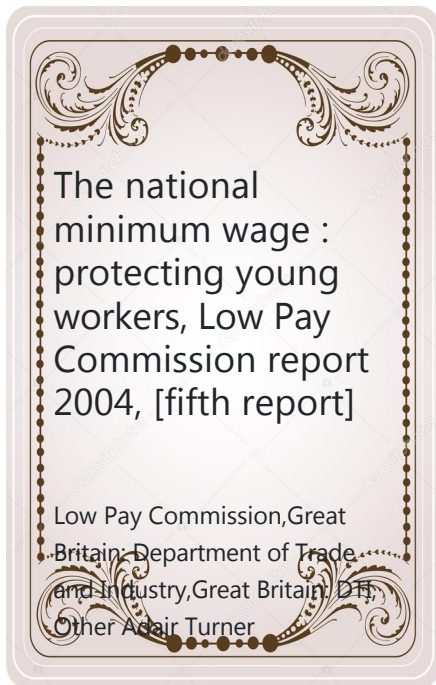 The national
minimum wage :
protecting young
workers, Low Pay
Commission report
2004, [fifth report]
Low Pay Commission,Great
Britain: Department of Trade
and Industry,Great Britain: DTI;
Other Adair Turner